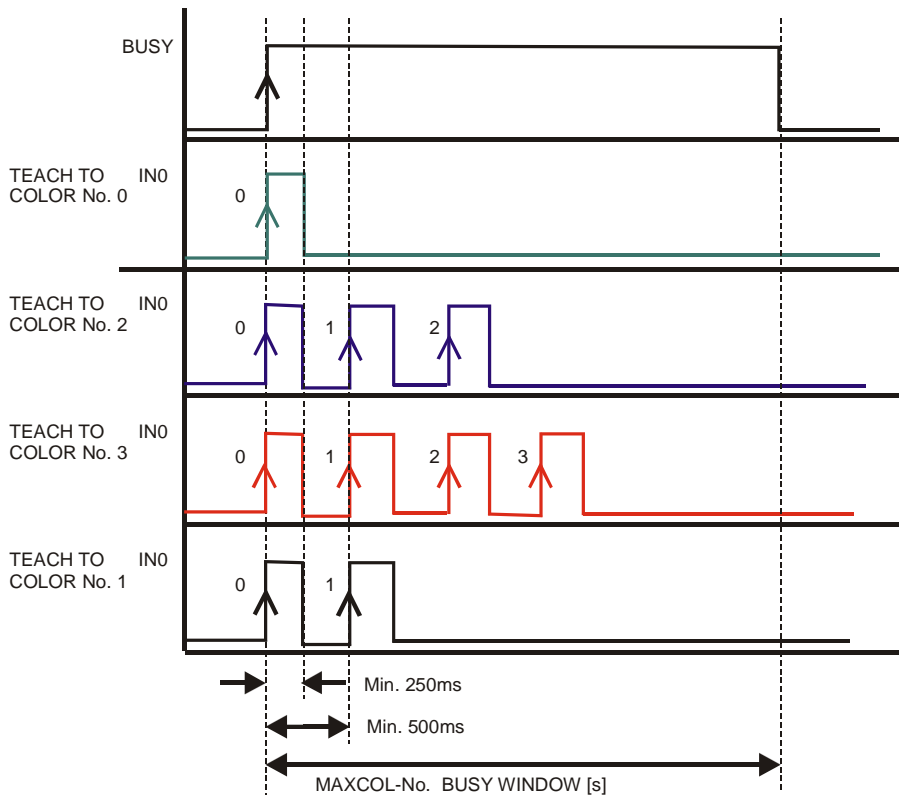 BUSY
TEACH TO IN0
COLOR No. 0 0
TEACH TO IN0
COLOR No. 2 0 1 2
TEACH TO IN0
COLOR No. 3 0 1 2 3
TEACH TO IN0
COLOR No. 1 0 1
Min. 250ms
Min. 500ms
MAXCOL-No. BUSY WINDOW [s]